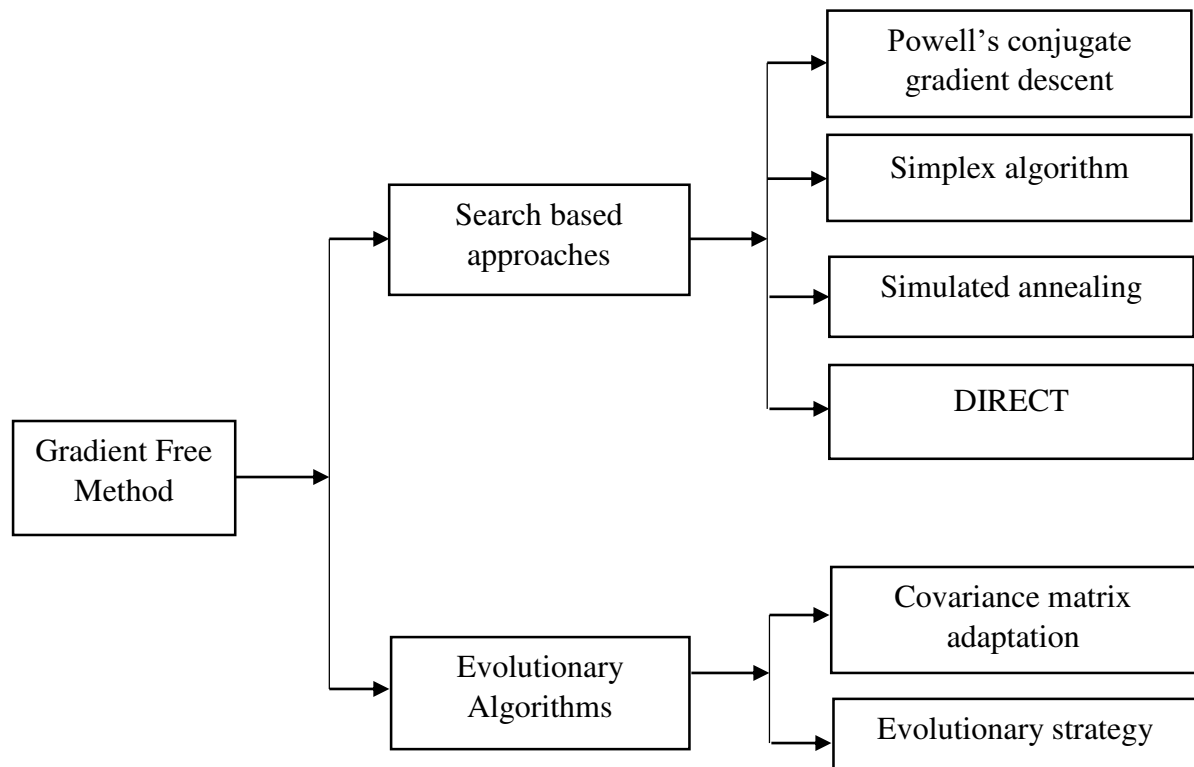 Powell’s conjugate
gradient descent
Simplex algorithm
Search based
approaches
Simulated annealing
DIRECT
Gradient Free
Method
Covariance matrix
adaptation
Evolutionary
Algorithms
Evolutionary strategy